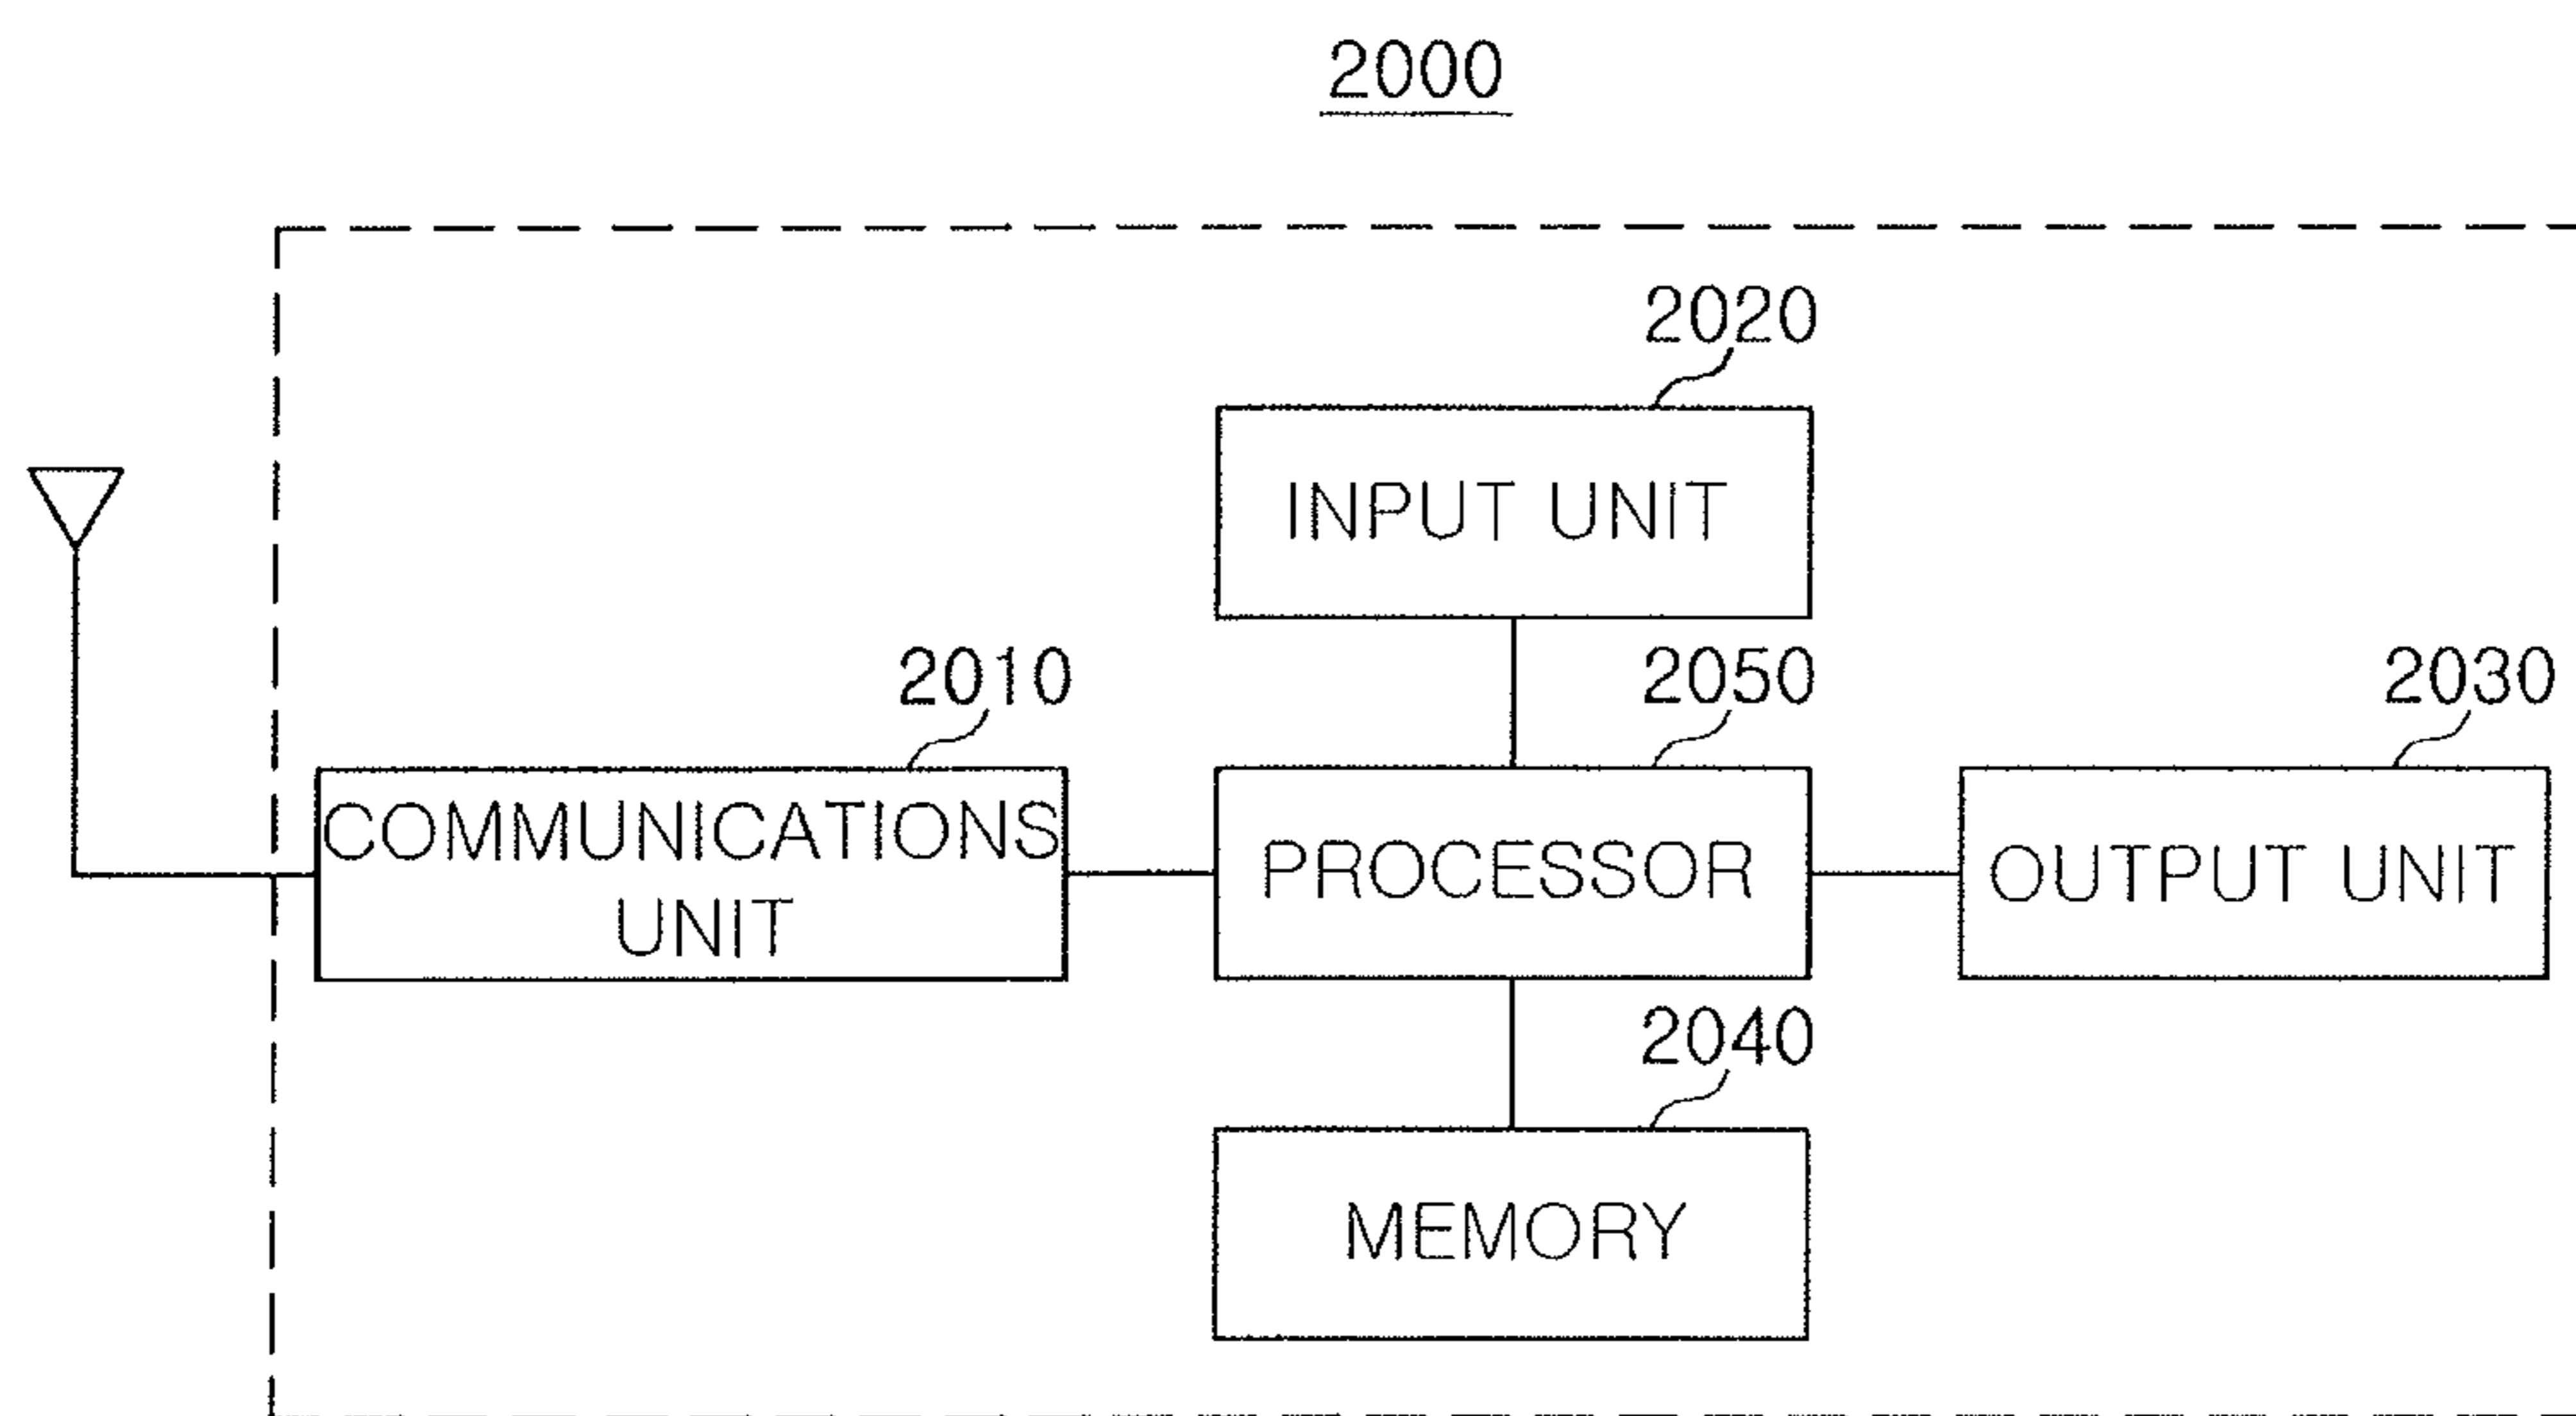 2000
2020
INPUT UNIT
2010
2050
2030
COMMUNICATIONS
UNIT
PROCESSOR
OUTPUT UNIT
2040
MEMORY